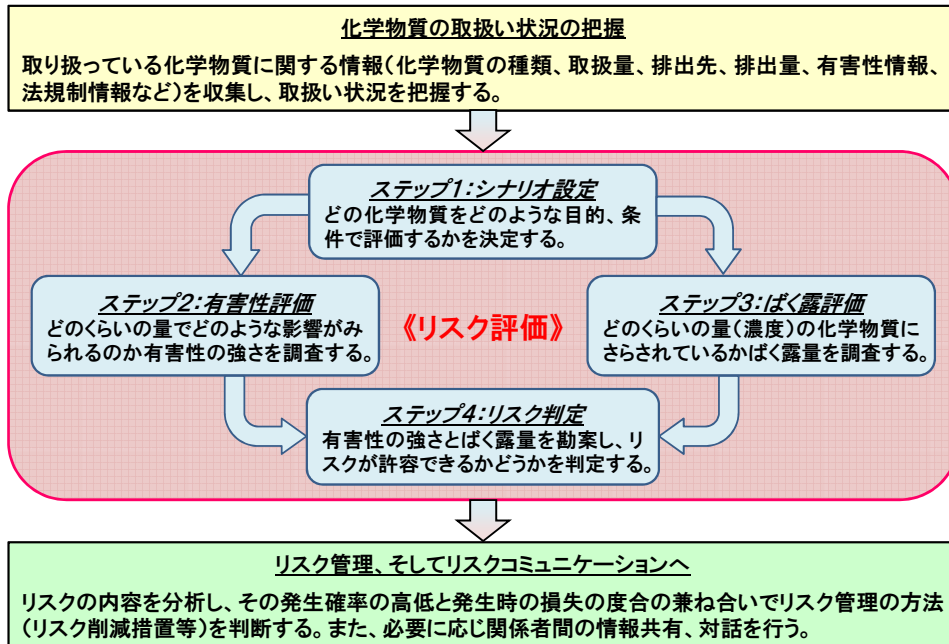 化学物質の取扱い状況の把握
取り扱っている化学物質に関する情報(化学物質の種類、取扱量、排出先、排出量、有害性情報、
法規制情報など)を収集し、取扱い状況を把握する。
ステップ1:シナリオ設定
どの化学物質をどのような目的、条
件で評価するかを決定する。
ステップ2:有害性評価
どのくらいの量でどのような影響がみ
られるのか有害性の強さを調査する。
《リスク評価》
ステップ3:ばく露評価
どのくらいの量(濃度)の化学物質に
さらされているかばく露量を調査する。
ステップ4:リスク判定
有害性の強さとばく露量を勘案し、リ
スクが許容できるかどうかを判定する。
リスク管理、そしてリスクコミュニケーションへ
リスクの内容を分析し、その発生確率の高低と発生時の損失の度合の兼ね合いでリスク管理の方法
(リスク削減措置等)を判断する。また、必要に応じ関係者間の情報共有、対話を行う。